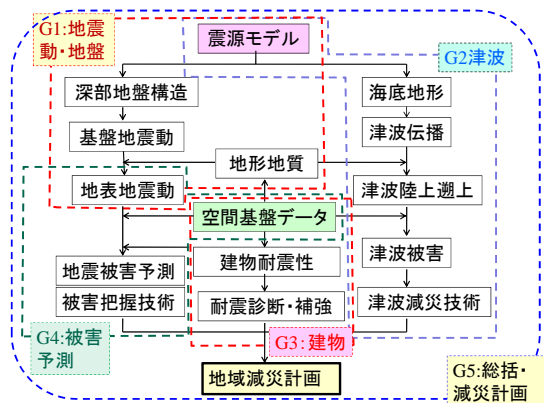 G1:地震
動・地盤
震源モデル
G2津波
深部地盤構造
海底地形
基盤地震動
津波伝播
地形地質
地表地震動
津波陸上遡上
空間基盤データ
地震被害予測
建物耐震性
津波被害
被害把握技術
耐震診断・補強
津波減災技術
G4:被害
予測
G3:建物
地域減災計画
G5:総括・
減災計画